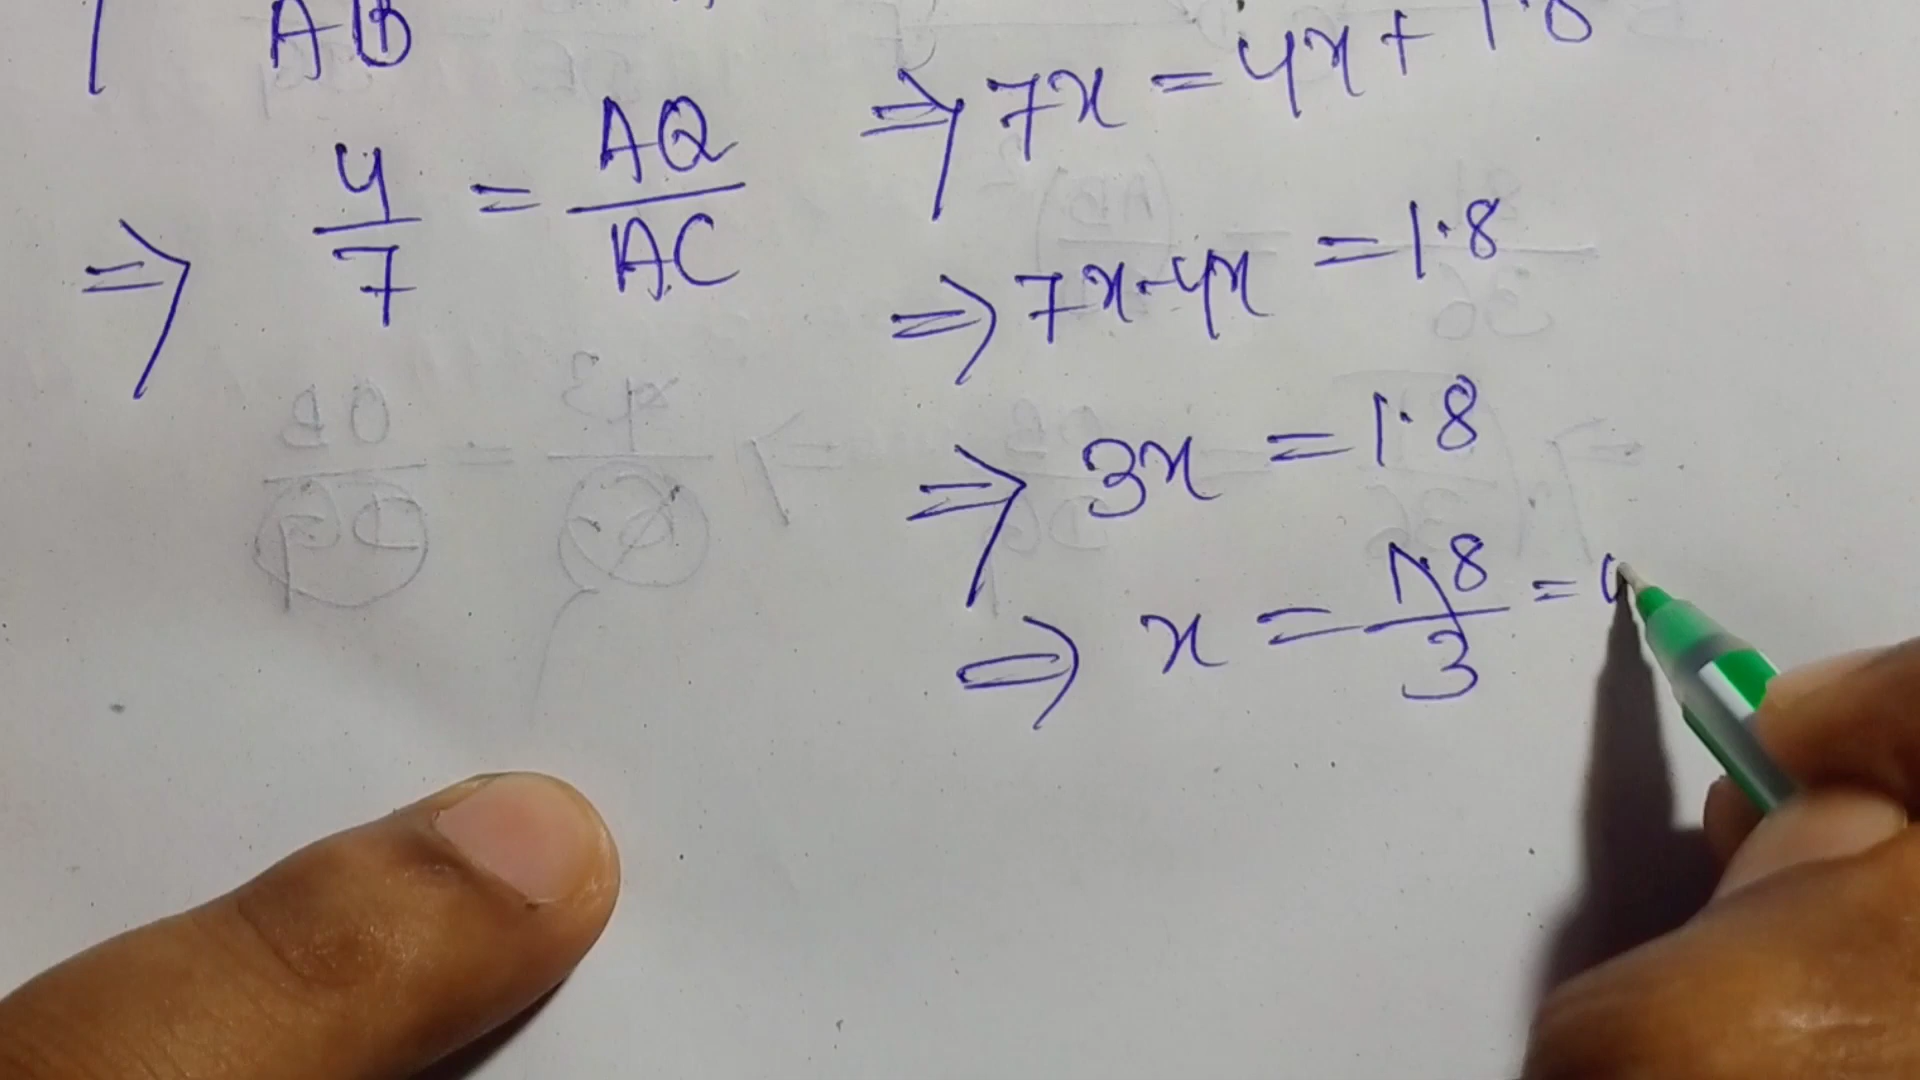 AB
⇒ 4/7 = AQ/AC
⇒ 7x = 4x + 1.8
⇒ 7x - 4x = 1.8
⇒ 3x = 1.8
⇒ x = 1.8/3 =